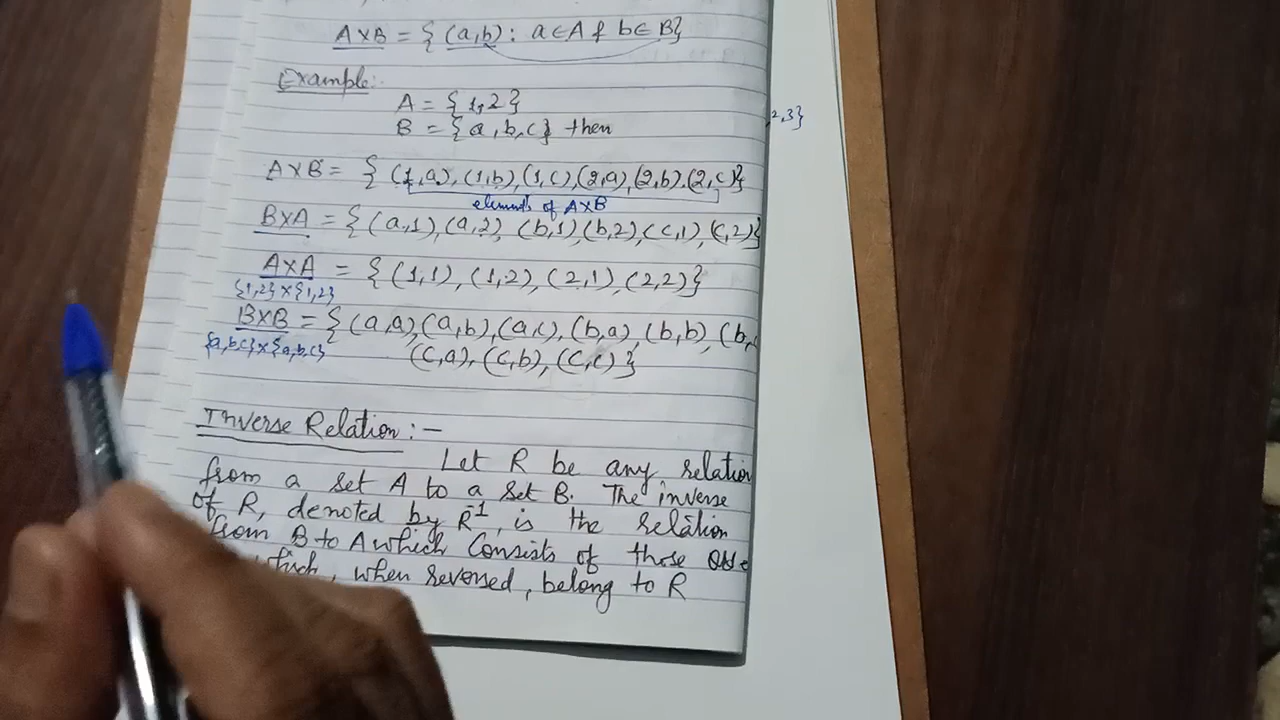 A×B = { (a,b) : a∈A & b∈B}
Example:-
A = {1,2}
,2,3}
B = {a,b,c} then
A×B = { (1,a), (1,b), (1,c), (2,a), (2,b), (2,c)}
elements of A×B
B×A = { (a,1), (a,2), (b,1), (b,2), (c,1), (c,2)}
A×A = { (1,1), (1,2), (2,1), (2,2)}
{1,2}×{1,2}
B×B = { (a,a), (a,b), (a,c), (b,a), (b,b), (b,
{a,b,c}×{a,b,c}
(c,a), (c,b), (c,c)}
Inverse Relation :-
Let R be any relation
from a set A to a set B. The inverse
of R, denoted by R⁻¹, is the relation
from B to A which Consists of those
which, when reversed, belong to R